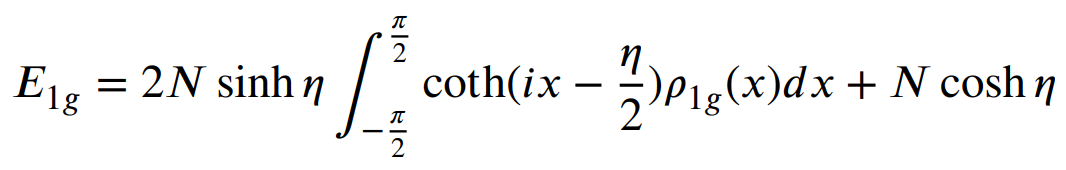 E_{1g} = 2N \sinh \eta \int_{-\frac{\pi}{2}}^{\frac{\pi}{2}} \coth(ix - \frac{\eta}{2}) \rho_{1g}(x) dx + N \cosh \eta